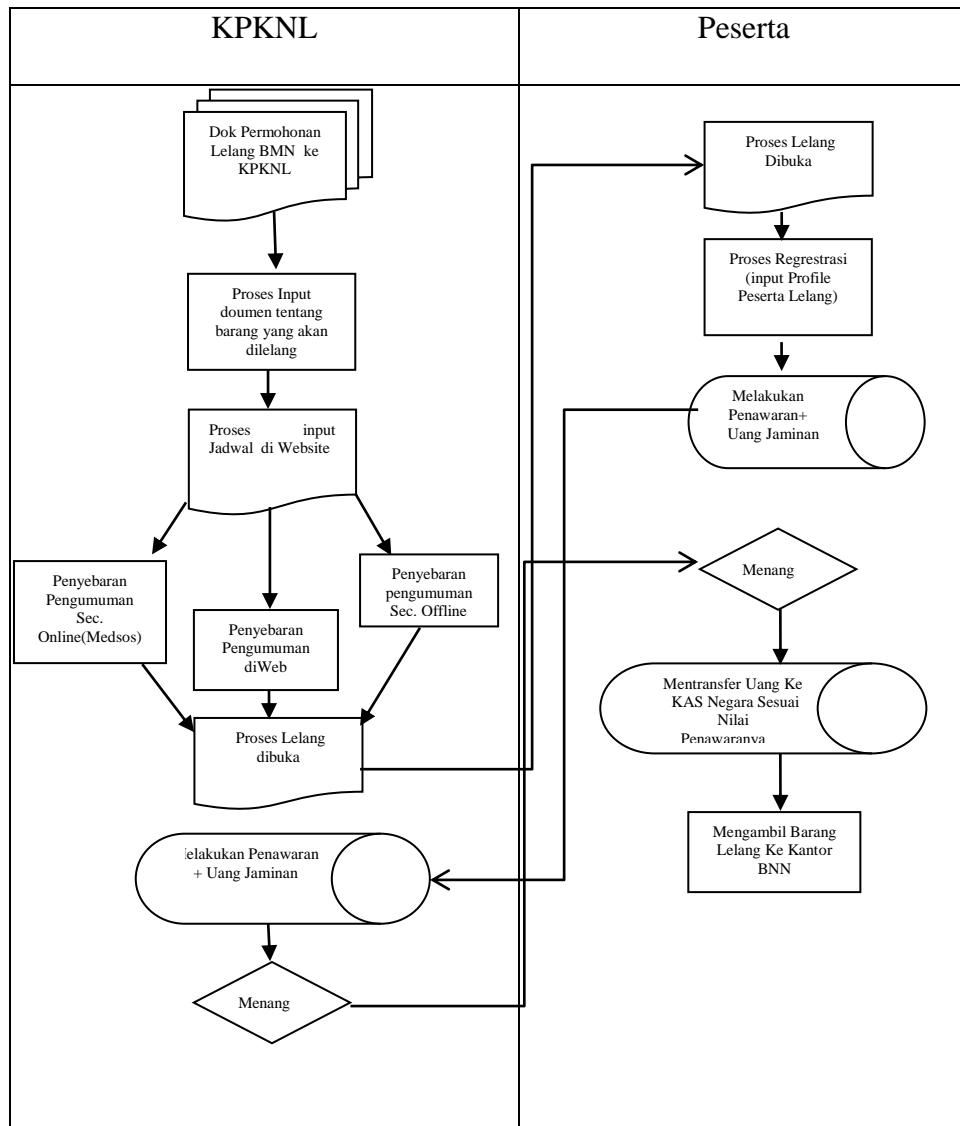 KPKNL
Peserta
Dok Permohonan
Lelang BMN ke
KPKNL
Proses Input
doumen tentang
barang yang akan
dilelang
Proses input
Jadwal di Website
Penyebaran
Pengumuman
Sec.
Online(Medsos)
Penyebaran
Pengumuman
diWeb
Penyebaran
pengumuman
Sec. Offline
Proses Lelang
dibuka
elakukan Penawaran
+ Uang Jaminan
Menang
Proses Lelang
Dibuka
Proses Regrestrasi
(input Profile
Peserta Lelang)
Melakukan
Penawaran+
Uang Jaminan
Menang
Mentransfer Uang Ke
KAS Negara Sesuai
Nilai
Penawaranya
Mengambil Barang
Lelang Ke Kantor
BNN